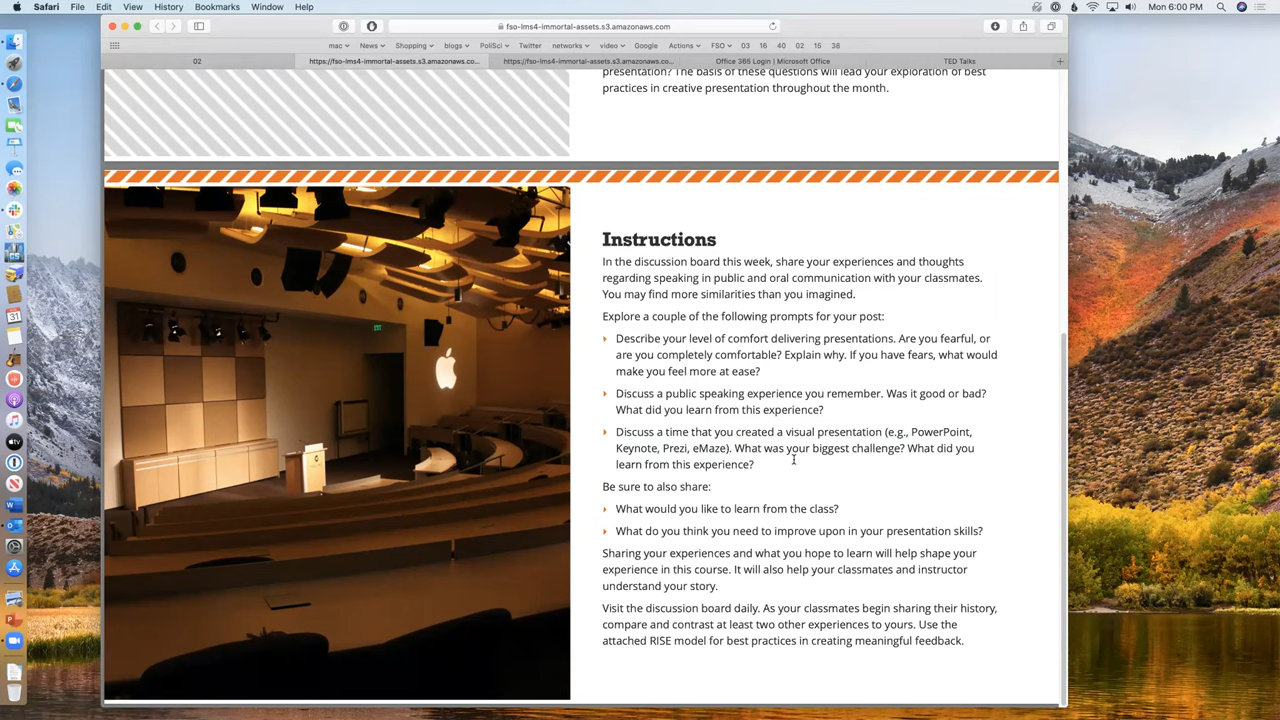 Safari File Edit View History Bookmarks Window Help
Mon 6:00 PM
fso-lms4-immortal-assets.s3.amazonaws.com
mac News Shopping blogs PoliSci Twitter networks video Google Actions FSO 03 16 40 02 15 38
02 https://fso-lms4-immortal-assets.s3.amazonaws.co... https://fso-lms4-immortal-assets.s3.amazonaws.co... Office 365 Login | Microsoft Office TED Talks
presentation? The basis of these questions will lead your exploration of best
practices in creative presentation throughout the month.
Instructions
In the discussion board this week, share your experiences and thoughts
regarding speaking in public and oral communication with your classmates.
You may find more similarities than you imagined.
Explore a couple of the following prompts for your post:
Describe your level of comfort delivering presentations. Are you fearful, or
are you completely comfortable? Explain why. If you have fears, what would
make you feel more at ease?
Discuss a public speaking experience you remember. Was it good or bad?
What did you learn from this experience?
Discuss a time that you created a visual presentation (e.g., PowerPoint,
Keynote, Prezi, eMaze). What was your biggest challenge? What did you
learn from this experience?
Be sure to also share:
What would you like to learn from the class?
What do you think you need to improve upon in your presentation skills?
Sharing your experiences and what you hope to learn will help shape your
experience in this course. It will also help your classmates and instructor
understand your story.
Visit the discussion board daily. As your classmates begin sharing their history,
compare and contrast at least two other experiences to yours. Use the
attached RISE model for best practices in creating meaningful feedback.